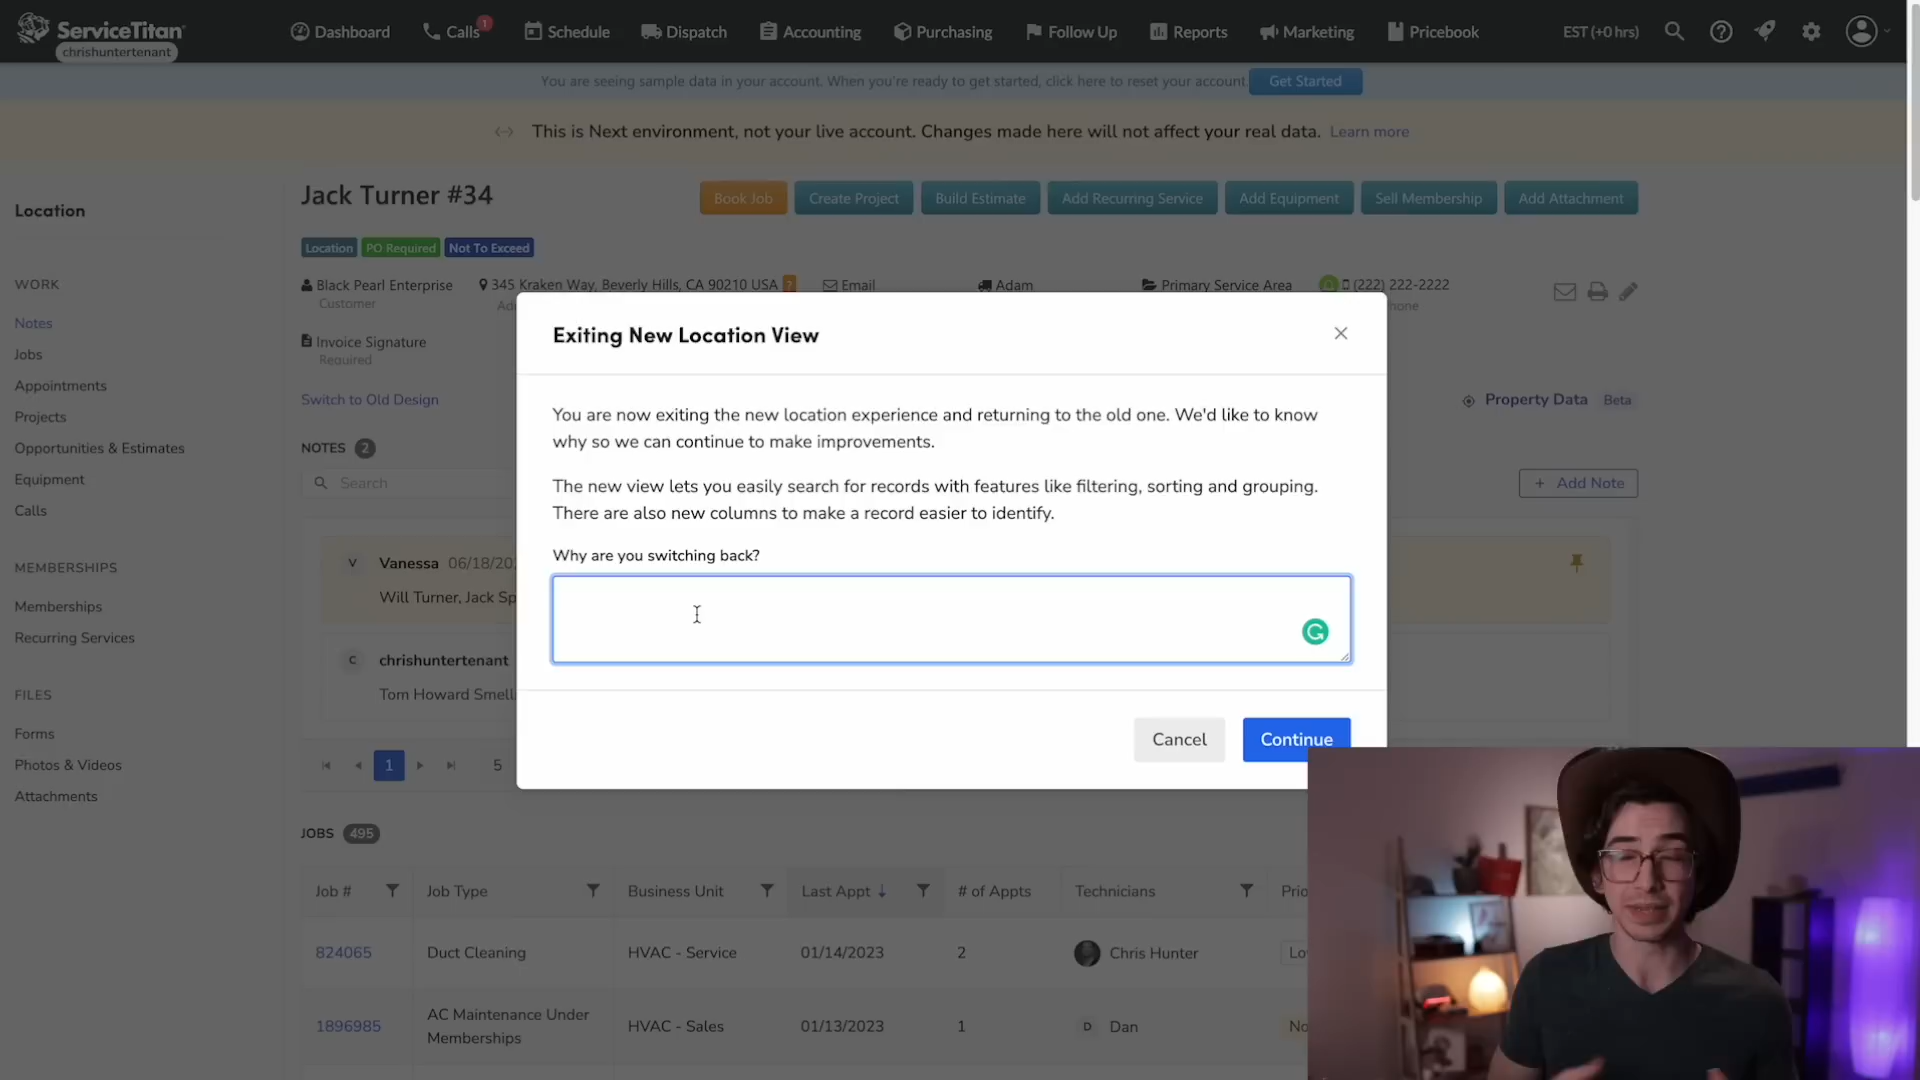 ServiceTitan
chrishuntertenant
Dashboard
Calls 1
Schedule
Dispatch
Accounting
Purchasing
Follow Up
Reports
Marketing
Pricebook
EST (+0 hrs)
You are seeing sample data in your account. When you're ready to get started, click here to reset your account.
Get Started
This is Next environment, not your live account. Changes made here will not affect your real data. Learn more
Location
WORK
Notes
Jobs
Appointments
Projects
Opportunities & Estimates
Equipment
Calls
MEMBERSHIPS
Memberships
Recurring Services
FILES
Forms
Photos & Videos
Attachments
Jack Turner #34
Book Job
Create Project
Build Estimate
Add Recurring Service
Add Equipment
Sell Membership
Add Attachment
Location
PO Required
Not To Exceed
Black Pearl Enterprise
Customer
345 Kraken Way, Beverly Hills, CA 90210 USA ?
Email
Adam
Primary Service Area
(222) 222-2222
Invoice Signature
Required
Switch to Old Design
Property Data Beta
NOTES 2
Search
+ Add Note
V Vanessa 06/18/20
Will Turner, Jack Sp
C chrishuntertenant
Tom Howard Smell
1
5
Exiting New Location View
You are now exiting the new location experience and returning to the old one. We'd like to know
why so we can continue to make improvements.
The new view lets you easily search for records with features like filtering, sorting and grouping.
There are also new columns to make a record easier to identify.
Why are you switching back?
Cancel
Continue
JOBS 495
Job #
Job Type
Business Unit
Last Appt
# of Appts
Technicians
Prio
824065
Duct Cleaning
HVAC - Service
01/14/2023
2
Chris Hunter
Lo
1896985
AC Maintenance Under
Memberships
HVAC - Sales
01/13/2023
1
D Dan
No